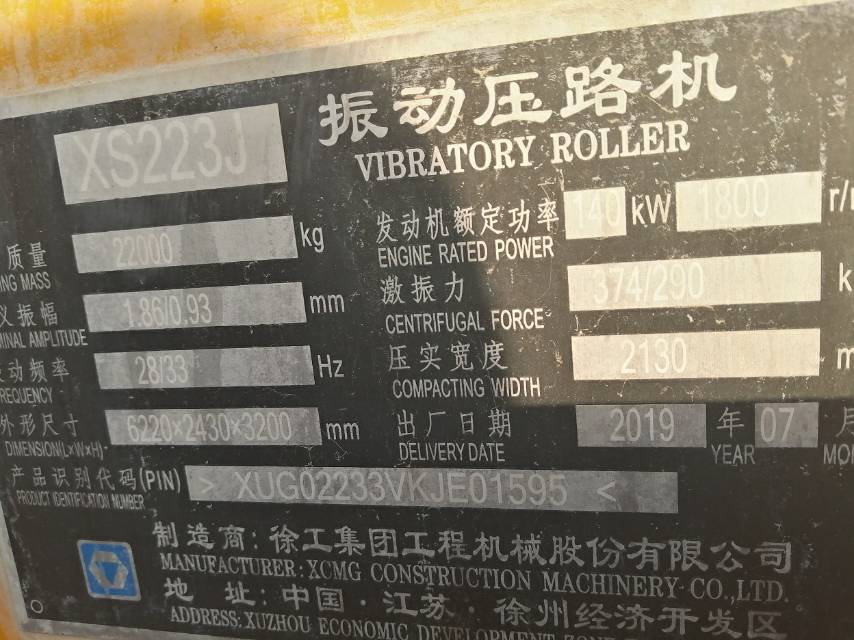 振动压路机
XS223J
VIBRATORY ROLLER
质量 22000 kg
发动机额定功率 140 kW 1800
ENGINE RATED POWER
振幅 1.86/0.93 mm
激振力 374/290
CENTRIFUGAL FORCE
AMPLITUDE
动频率 28/33 Hz
压实宽度 2130
COMPACTING WIDTH
外形尺寸 6220×2430×3200 mm
DIMENSION(L×W×H)
出厂日期 2019 年 07 月
DELIVERY DATE YEAR
产品识别代码(PIN) > XUG02233VKJE01595 <
PRODUCT IDENTIFICATION NUMBER
制造商:徐工集团工程机械股份有限公司
MANUFACTURER:XCMG CONSTRUCTION MACHINERY CO.,LTD.
地 址:中国·江苏·徐州经济开发区
ADDRESS:XUZHOU ECONOMIC DEVELOPMENT ZONE